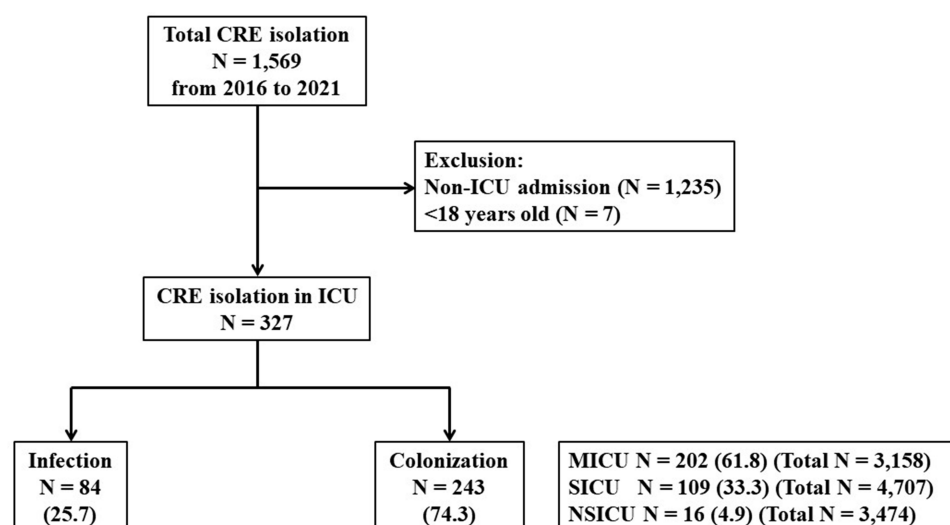 Total CRE isolation
N = 1,569
from 2016 to 2021
Exclusion:
Non-ICU admission (N = 1,235)
<18 years old (N = 7)
CRE isolation in ICU
N = 327
Infection
N = 84
(25.7)
Colonization
N = 243
(74.3)
MICU N = 202 (61.8) (Total N = 3,158)
SICU N = 109 (33.3) (Total N = 4,707)
NSICU N = 16 (4.9) (Total N = 3,474)